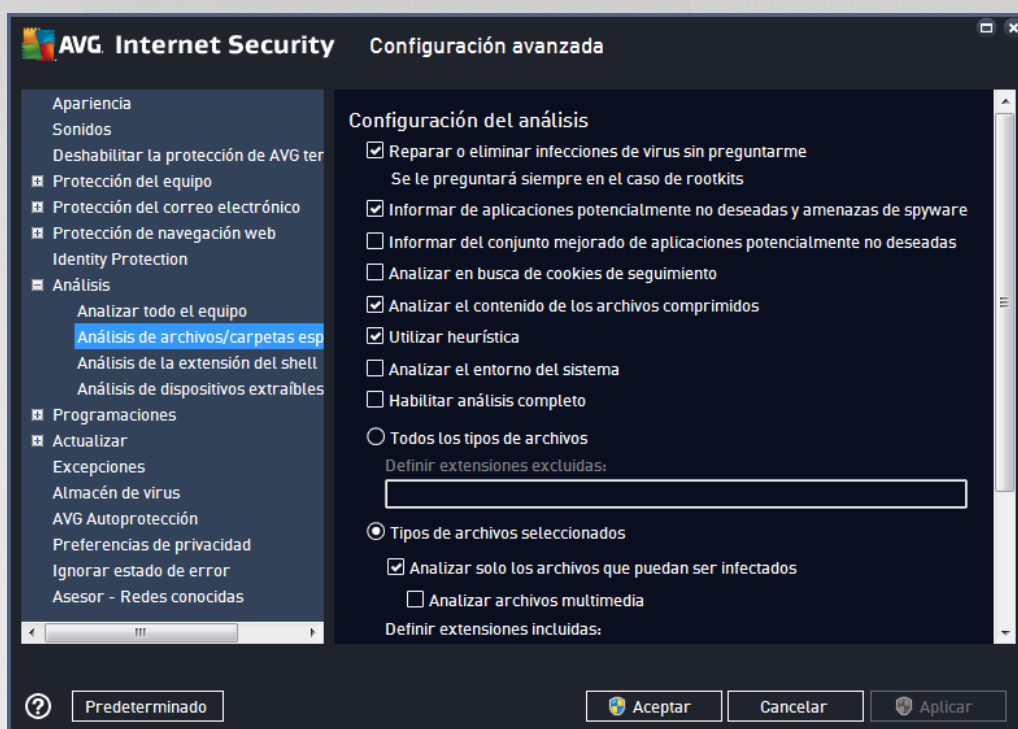 AVG. Internet Security
Configuración avanzada
Apariencia
Sonidos
Deshabilitar la protección de AVG ter
Protección del equipo
Protección del correo electrónico
Protección de navegación web
Identity Protection
Análisis
Analizar todo el equipo
Análisis de archivos/carpetas esp
Análisis de la extensión del shell
Análisis de dispositivos extraíbles
Programaciones
Actualizar
Excepciones
Almacén de virus
AVG Autoprotección
Preferencias de privacidad
Ignorar estado de error
Asesor - Redes conocidas
Configuración del análisis
Reparar o eliminar infecciones de virus sin preguntarme
Se le preguntará siempre en el caso de rootkits
Informar de aplicaciones potencialmente no deseadas y amenazas de spyware
Informar del conjunto mejorado de aplicaciones potencialmente no deseadas
Analizar en busca de cookies de seguimiento
Analizar el contenido de los archivos comprimidos
Utilizar heurística
Analizar el entorno del sistema
Habilitar análisis completo
Todos los tipos de archivos
Definir extensiones excluidas:
Tipos de archivos seleccionados
Analizar solo los archivos que puedan ser infectados
Analizar archivos multimedia
Definir extensiones incluidas:
Predeterminado
Aceptar
Cancelar
Aplicar